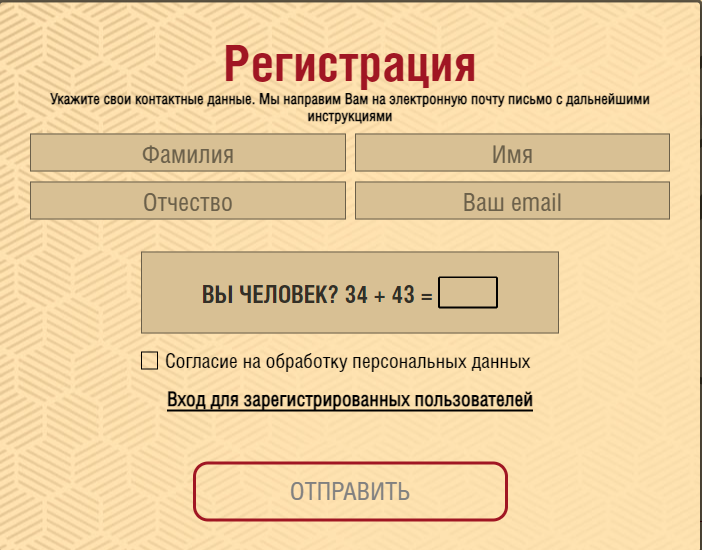 Регистрация
Укажите свои контактные данные. Мы направим Вам на электронную почту письмо с дальнейшими
инструкциями
Фамилия
Имя
Отчество
Ваш email
ВЫ ЧЕЛОВЕК? 34 + 43 =
Согласие на обработку персональных данных
Вход для зарегистрированных пользователей
ОТПРАВИТЬ